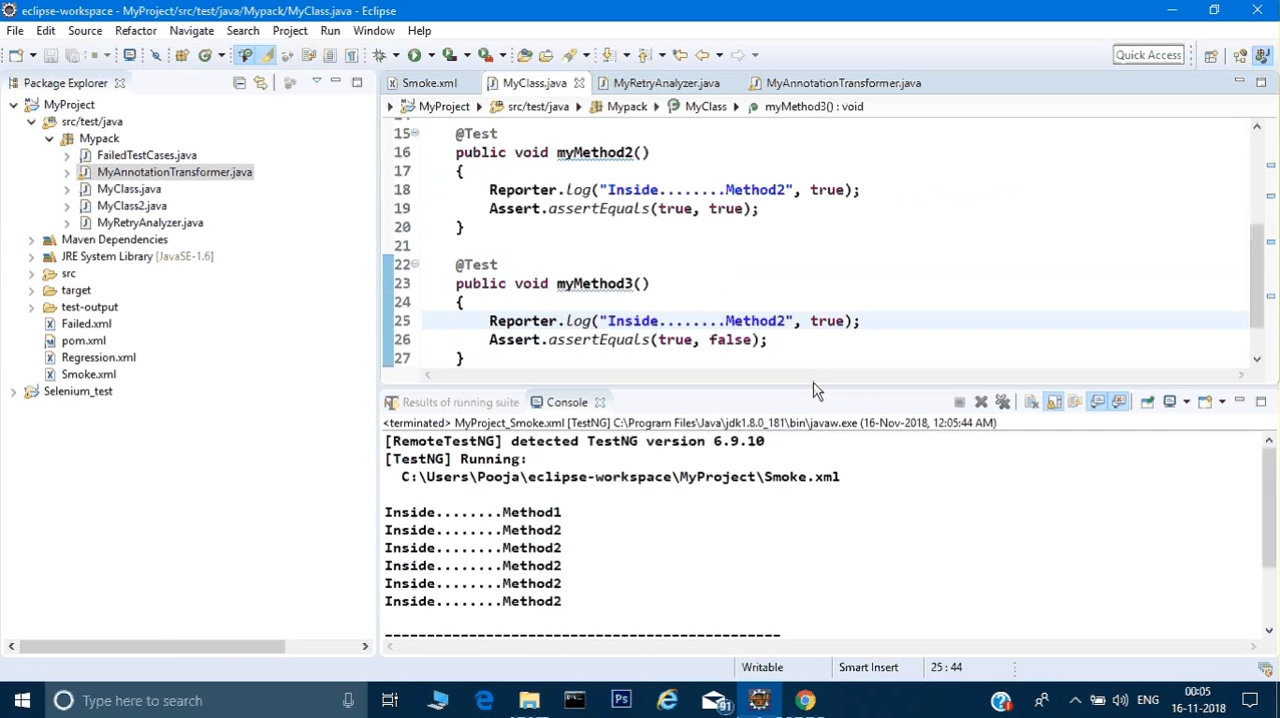 eclipse-workspace - MyProject/src/test/java/Mypack/MyClass.java - Eclipse
File Edit Source Refactor Navigate Search Project Run Window Help
Quick Access
Package Explorer
MyProject
src/test/java
Mypack
FailedTestCases.java
MyAnnotationTransformer.java
MyClass.java
MyClass2.java
MyRetryAnalyzer.java
Maven Dependencies
JRE System Library [JavaSE-1.6]
src
target
test-output
Failed.xml
pom.xml
Regression.xml
Smoke.xml
Selenium_test
Smoke.xml MyClass.java MyRetryAnalyzer.java MyAnnotationTransformer.java
MyProject src/test/java Mypack MyClass myMethod3() : void
15 @Test
16 public void myMethod2()
17 {
18 Reporter.log("Inside........Method2", true);
19 Assert.assertEquals(true, true);
20 }
21
22 @Test
23 public void myMethod3()
24 {
25 Reporter.log("Inside........Method2", true);
26 Assert.assertEquals(true, false);
27 }
Results of running suite Console
<terminated> MyProject_Smoke.xml [TestNG] C:\Program Files\Java\jdk1.8.0_181\bin\javaw.exe (16-Nov-2018, 12:05:44 AM)
[RemoteTestNG] detected TestNG version 6.9.10
[TestNG] Running:
C:\Users\Pooja\eclipse-workspace\MyProject\Smoke.xml
Inside........Method1
Inside........Method2
Inside........Method2
Inside........Method2
Inside........Method2
Inside........Method2
===============================================
Writable Smart Insert 25 : 44
Type here to search
Ps
91
ENG
00:05
16-11-2018